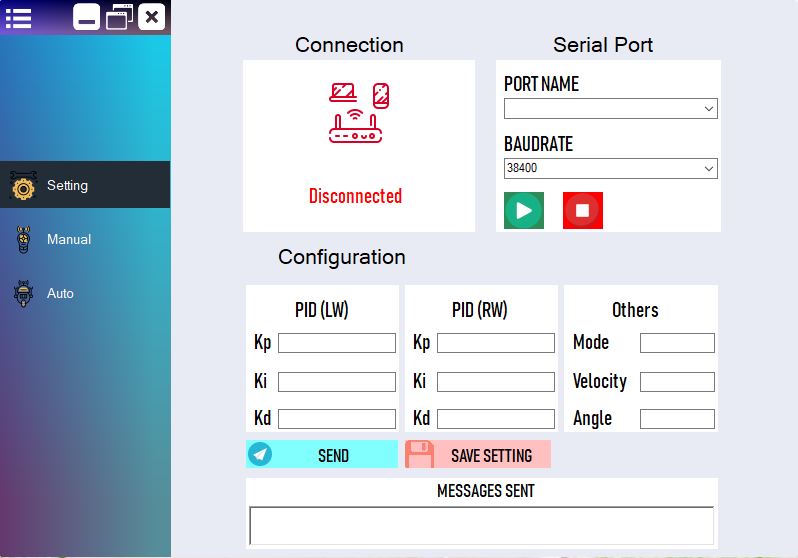 Connection
Serial Port
PORT NAME
Disconnected
BAUDRATE
38400
Setting
Manual
Auto
Configuration
PID (LW)
PID (RW)
Others
Kp
Kp
Mode
Ki
Ki
Velocity
Kd
Kd
Angle
SEND
SAVE SETTING
MESSAGES SENT